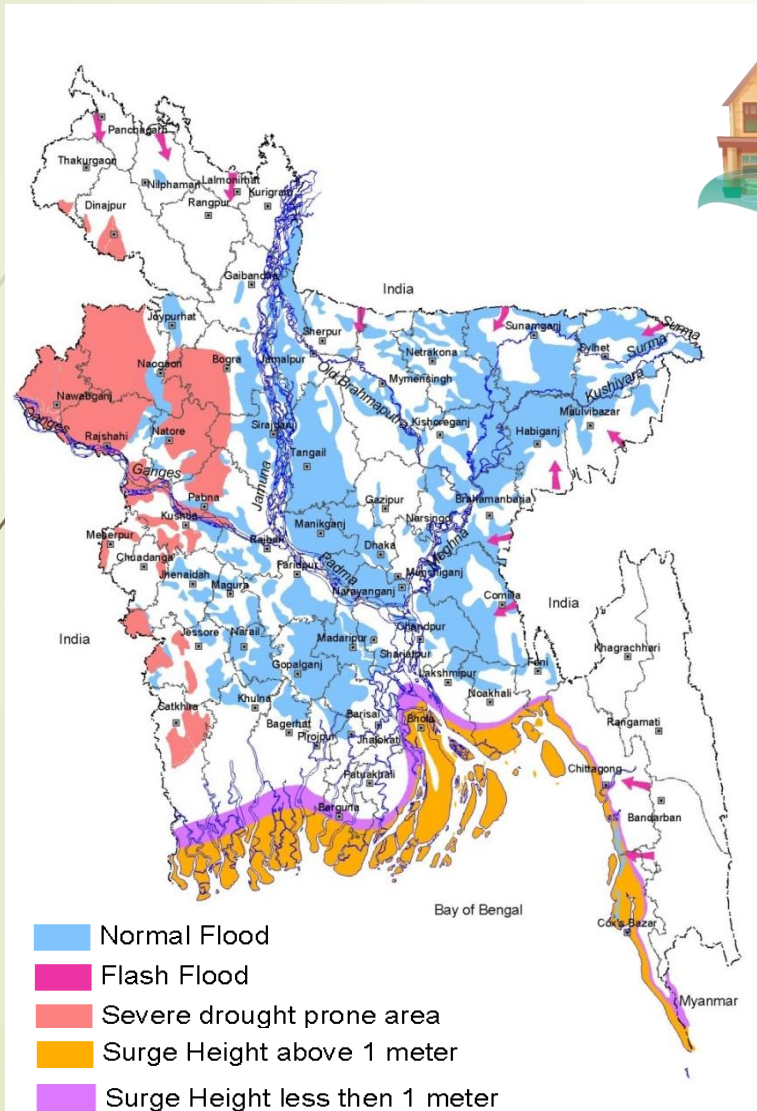 Panchagarh
Thakurgaon
Nilphamari
Lalmonirhat
Kurigram
Dinajpur
Rangpur
Gaibandha
India
Joypurhat
Sherpur
Sunamganj
Surma
Sylhet
Surma
Netrakona
Naogaon
Bogra
Jamalpur
Mymensingh
Old Brahmaputra
Kushiyara
Nawabganj
Maulvibazar
Ganges
Rajshahi
Natore
Sirajganj
Kishoreganj
Habiganj
Tangail
Ganges
Jamuna
Pabna
Gazipur
Brahamanbaria
Kushtia
Manikganj
Narsingdi
Meherpur
Rajbari
Dhaka
Meghna
Chuadanga
Faridpur
Padma
Munshiganj
Jhenaidah
Magura
Narayanganj
Comilla
India
India
Jessore
Narail
Madaripur
Chandpur
Shariatpur
Khagrachhari
Gopalganj
Lakshmipur
Feni
Satkhira
Khulna
Noakhali
Bagerhat
Barisal
Bhola
Rangamati
Pirojpur
Jhalokati
Chittagong
Patuakhali
Barguna
Bandarban
Bay of Bengal
Cox's Bazar
Myanmar
Normal Flood
Flash Flood
Severe drought prone area
Surge Height above 1 meter
Surge Height less then 1 meter